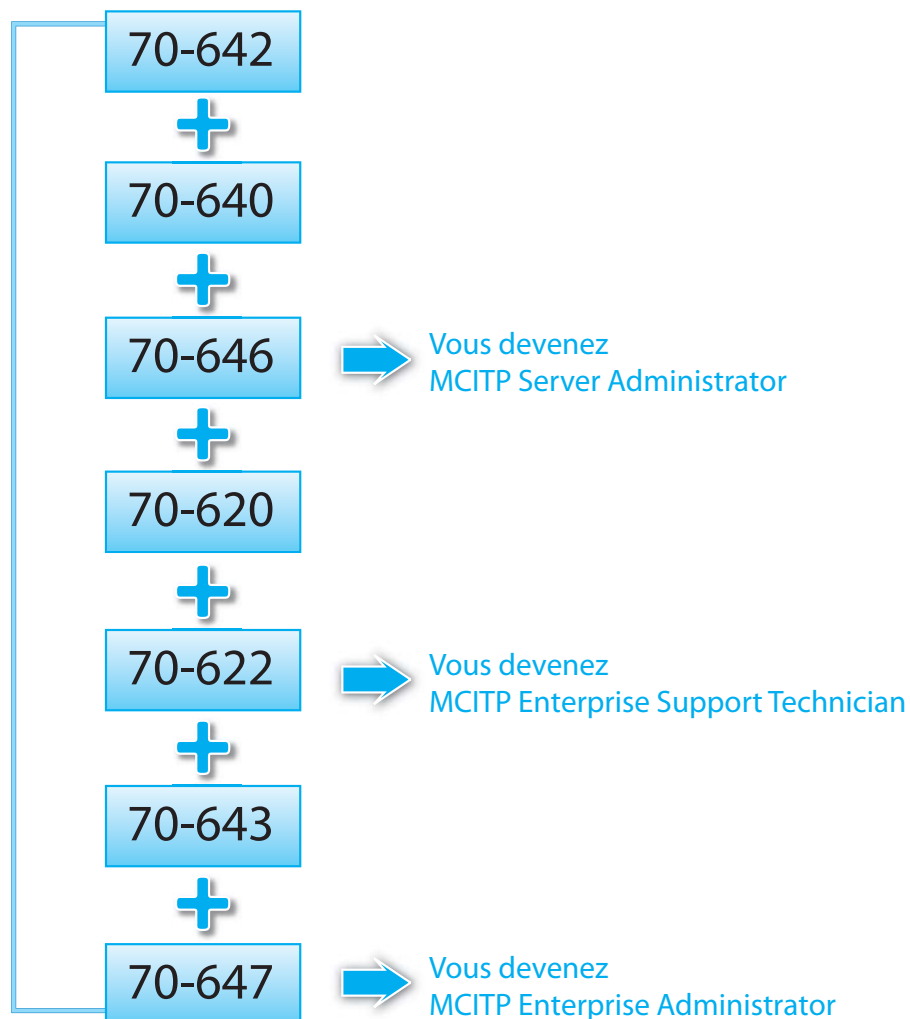 70-642
70-640
70-646
Vous devenez
MCITP Server Administrator
70-620
70-622
Vous devenez
MCITP Enterprise Support Technician
70-643
70-647
Vous devenez
MCITP Enterprise Administrator